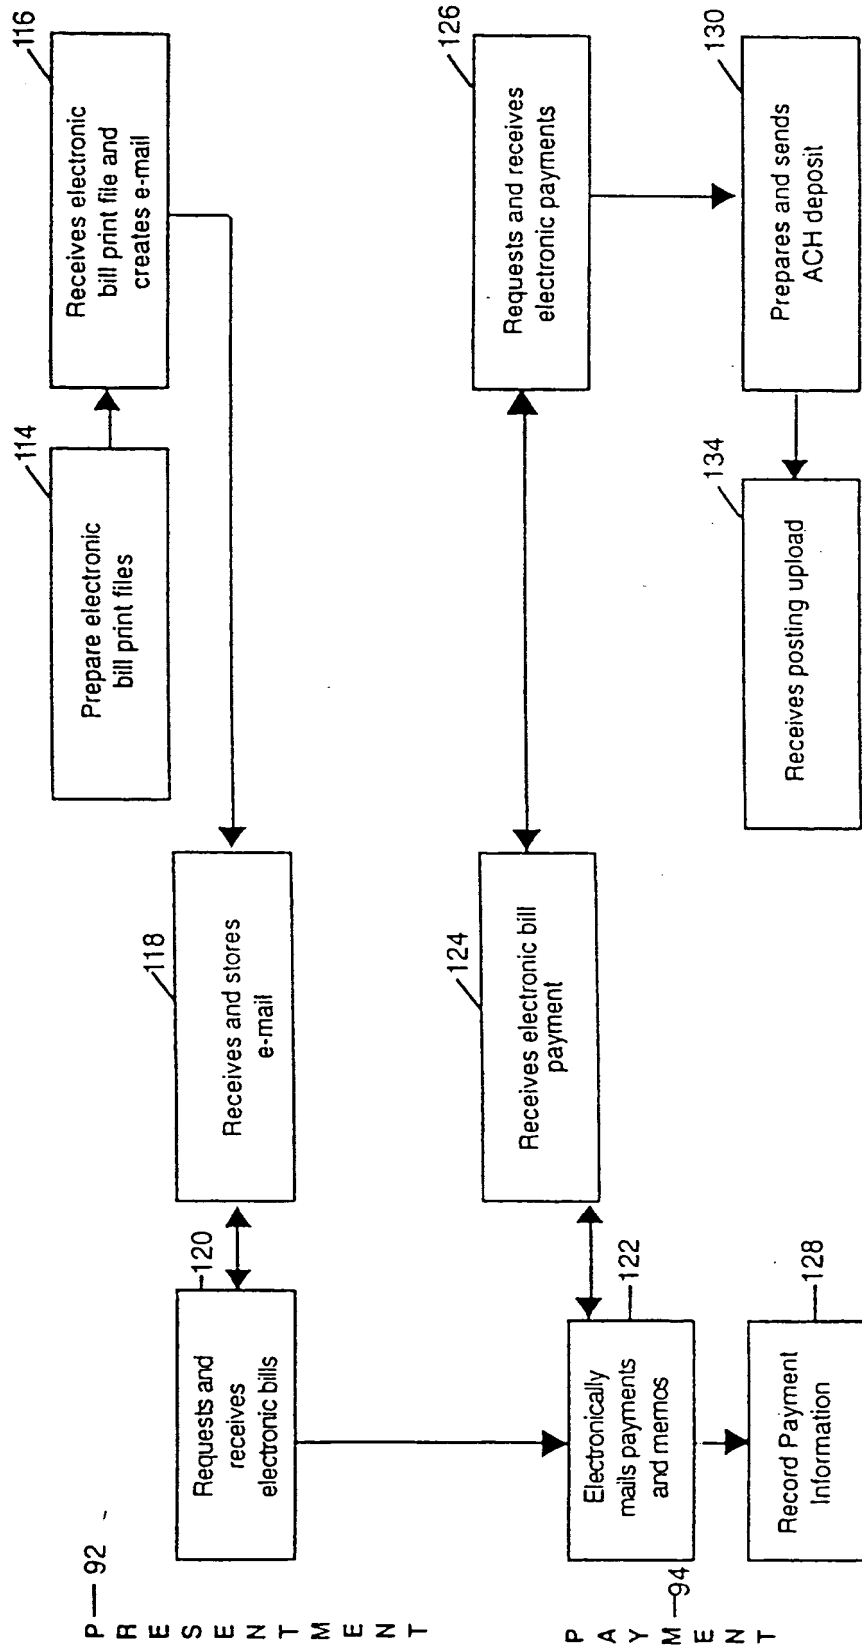 P — 92
R
E
S
E
N
T
M
E
N
T
120
Requests and
receives
electronic bills
118
Receives and stores
e-mail
114
Prepare electronic
bill print files
116
Receives electronic
bill print file and
creates e-mail
P
A
Y
M — 94
E
N
T
Electronically
mails payments
and memos
122
124
Receives electronic bill
payment
126
Requests and receives
electronic payments
Record Payment
Information
128
134
Receives posting upload
130
Prepares and sends
ACH deposit